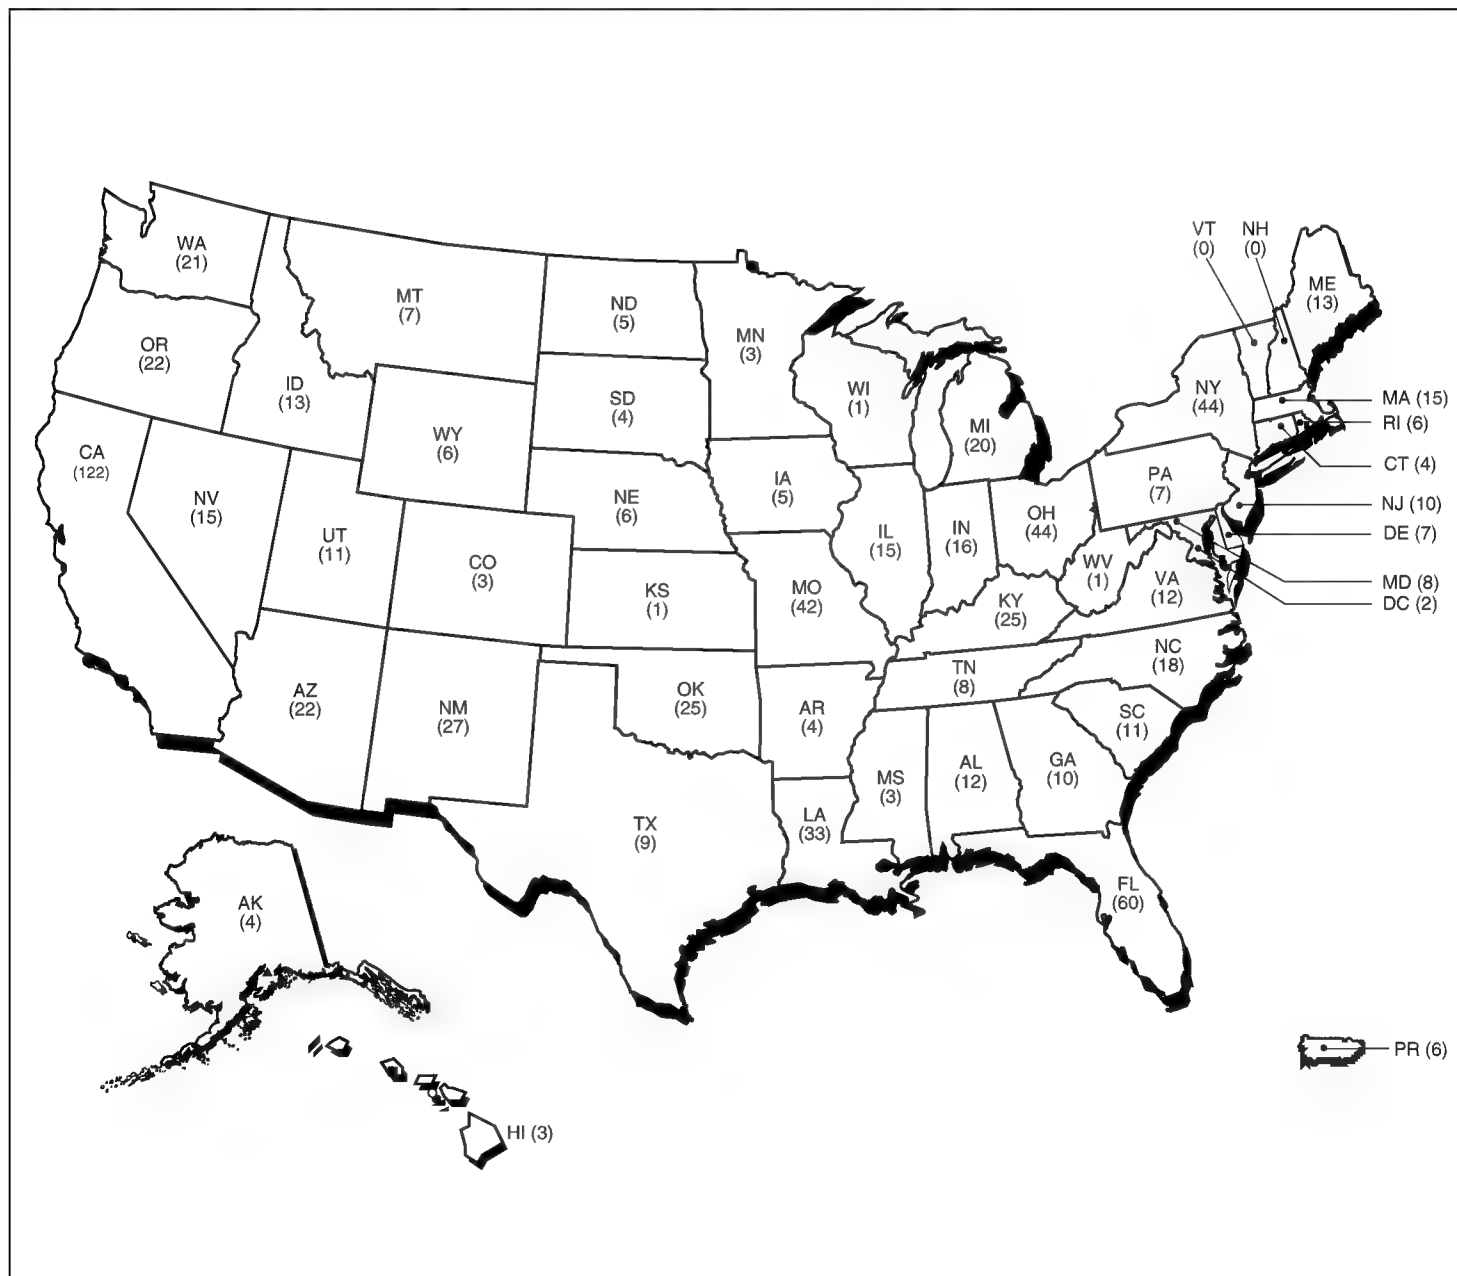 VT
(0)
NH
(0)
WA
(21)
ME
(13)
MT
(7)
ND
(5)
MN
(3)
OR
(22)
ID
(13)
SD
(4)
WI
(1)
NY
(44)
MA (15)
RI (6)
MI
(20)
WY
(6)
CA
(122)
CT (4)
PA
(7)
IA
(5)
NV
(15)
NE
(6)
NJ (10)
OH
(44)
IN
(16)
IL
(15)
DE (7)
UT
(11)
CO
(3)
WV
(1)
VA
(12)
MD (8)
DC (2)
KS
(1)
MO
(42)
KY
(25)
NC
(18)
TN
(8)
AZ
(22)
NM
(27)
OK
(25)
AR
(4)
SC
(11)
GA
(10)
AL
(12)
MS
(3)
LA
(33)
TX
(9)
FL
(60)
AK
(4)
PR (6)
HI (3)